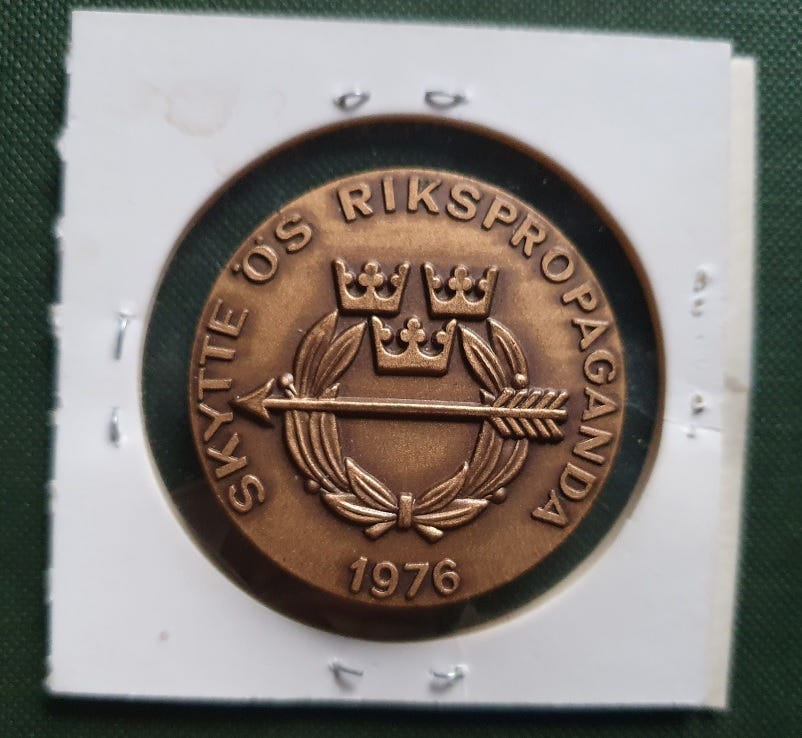 SKYTTE ÖS RIKSPROPAGANDA
1976